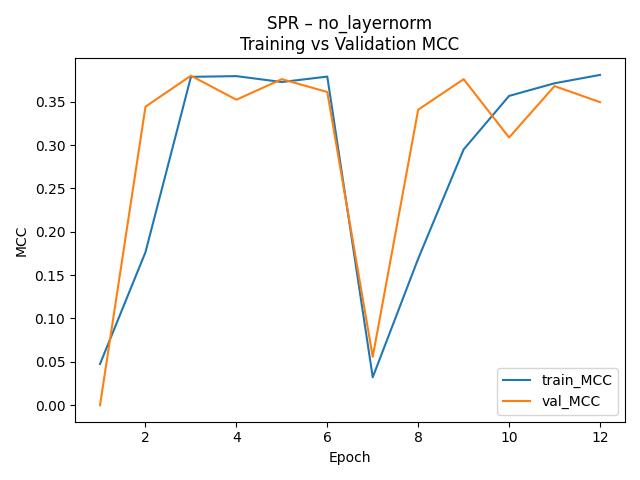 SPR – no_layernorm
Training vs Validation MCC
MCC
0.35
0.30
0.25
0.20
0.15
0.10
0.05
0.00
2
4
6
8
10
12
Epoch
train_MCC
val_MCC